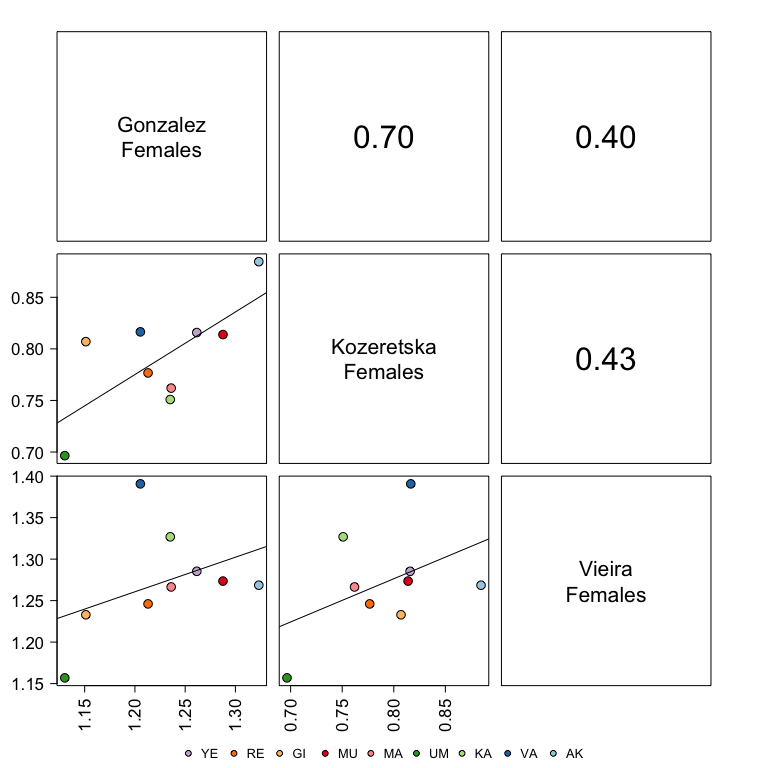 Gonzalez
Females
0.70
0.40
0.85
0.80
0.75
0.70
Kozeretska
Females
0.43
1.40
1.35
1.30
1.25
1.20
1.15
Vieira
Females
1.15 1.20 1.25 1.30
0.70 0.75 0.80 0.85
YE RE GI MU MA UM KA VA AK